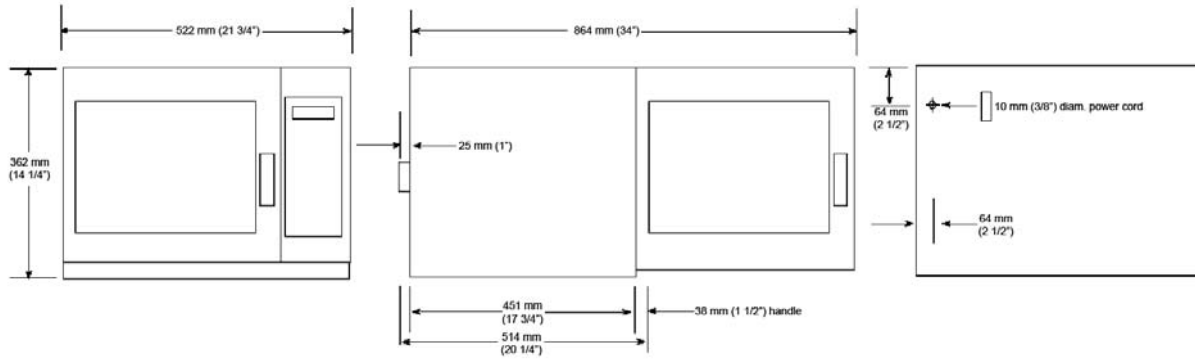 522 mm (21 3/4")
864 mm (34")
362 mm
(14 1/4")
25 mm (1")
64 mm
(2 1/2")
10 mm (3/8") diam. power cord
64 mm
(2 1/2")
451 mm
(17 3/4")
38 mm (1 1/2") handle
514 mm
(20 1/4")